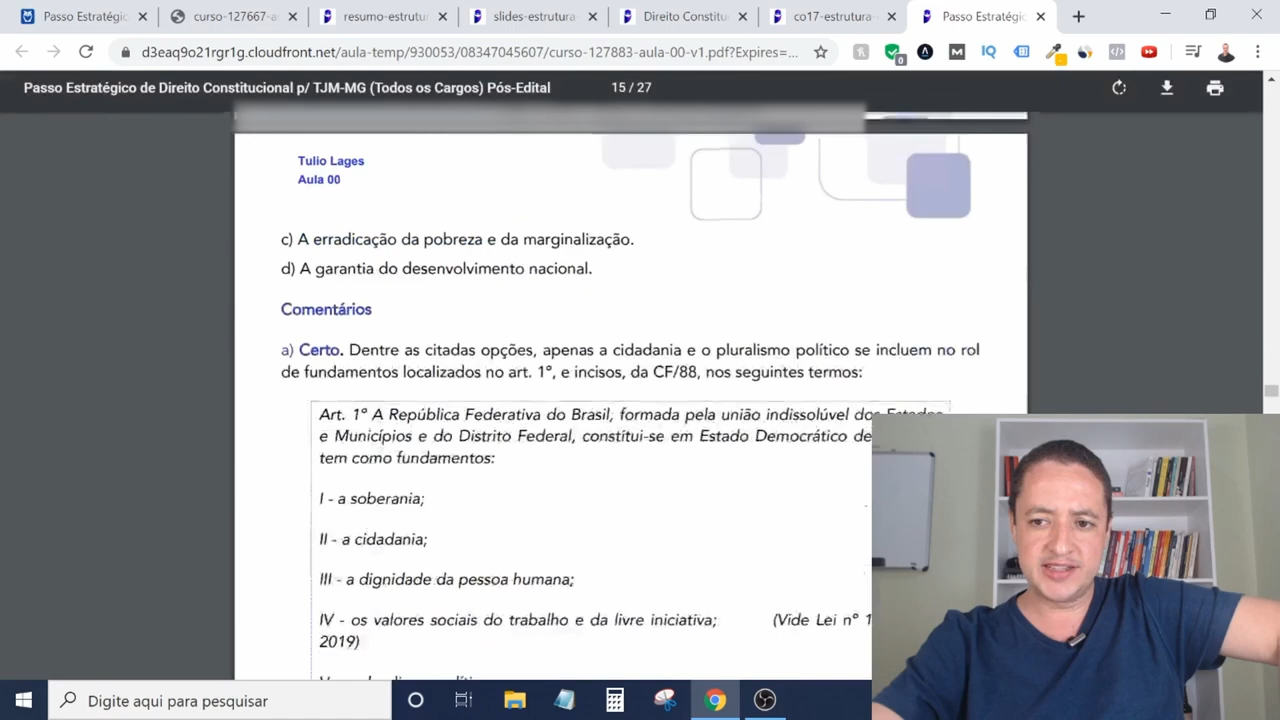 Passo Estratégic
curso-127667-a
resumo-estrutu
slides-estrutura
Direito Constitu
co17-estrutura-
Passo Estratégic
d3eaq9o21rgr1g.cloudfront.net/aula-temp/930053/08347045607/curso-127883-aula-00-v1.pdf?Expires=...
0
M
IQ
Passo Estratégico de Direito Constitucional p/ TJM-MG (Todos os Cargos) Pós-Edital
15 / 27
Tulio Lages
Aula 00
c) A erradicação da pobreza e da marginalização.
d) A garantia do desenvolvimento nacional.
Comentários
a) Certo. Dentre as citadas opções, apenas a cidadania e o pluralismo político se incluem no rol
de fundamentos localizados no art. 1º, e incisos, da CF/88, nos seguintes termos:
Art. 1º A República Federativa do Brasil, formada pela união indissolúvel dos Estados
e Municípios e do Distrito Federal, constitui-se em Estado Democrático de
tem como fundamentos:
I - a soberania;
II - a cidadania;
III - a dignidade da pessoa humana;
IV - os valores sociais do trabalho e da livre iniciativa; (Vide Lei nº 1
2019)
Digite aqui para pesquisar